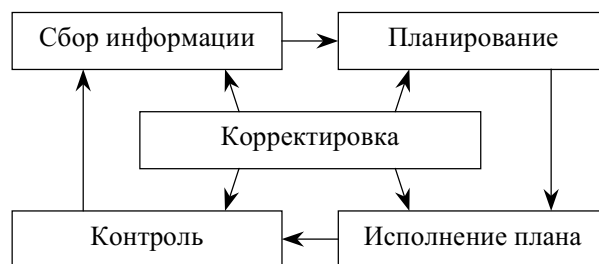 Сбор информации
Планирование
Корректировка
Контроль
Исполнение плана